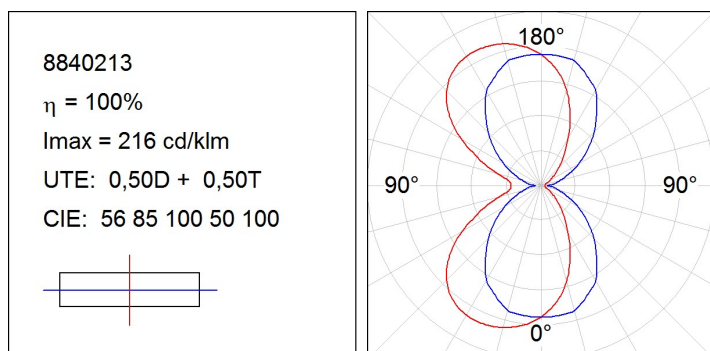 8840213
η = 100%
Imax = 216 cd/klm
UTE: 0,50D + 0,50T
CIE: 56 85 100 50 100
180°
90° 90°
0°